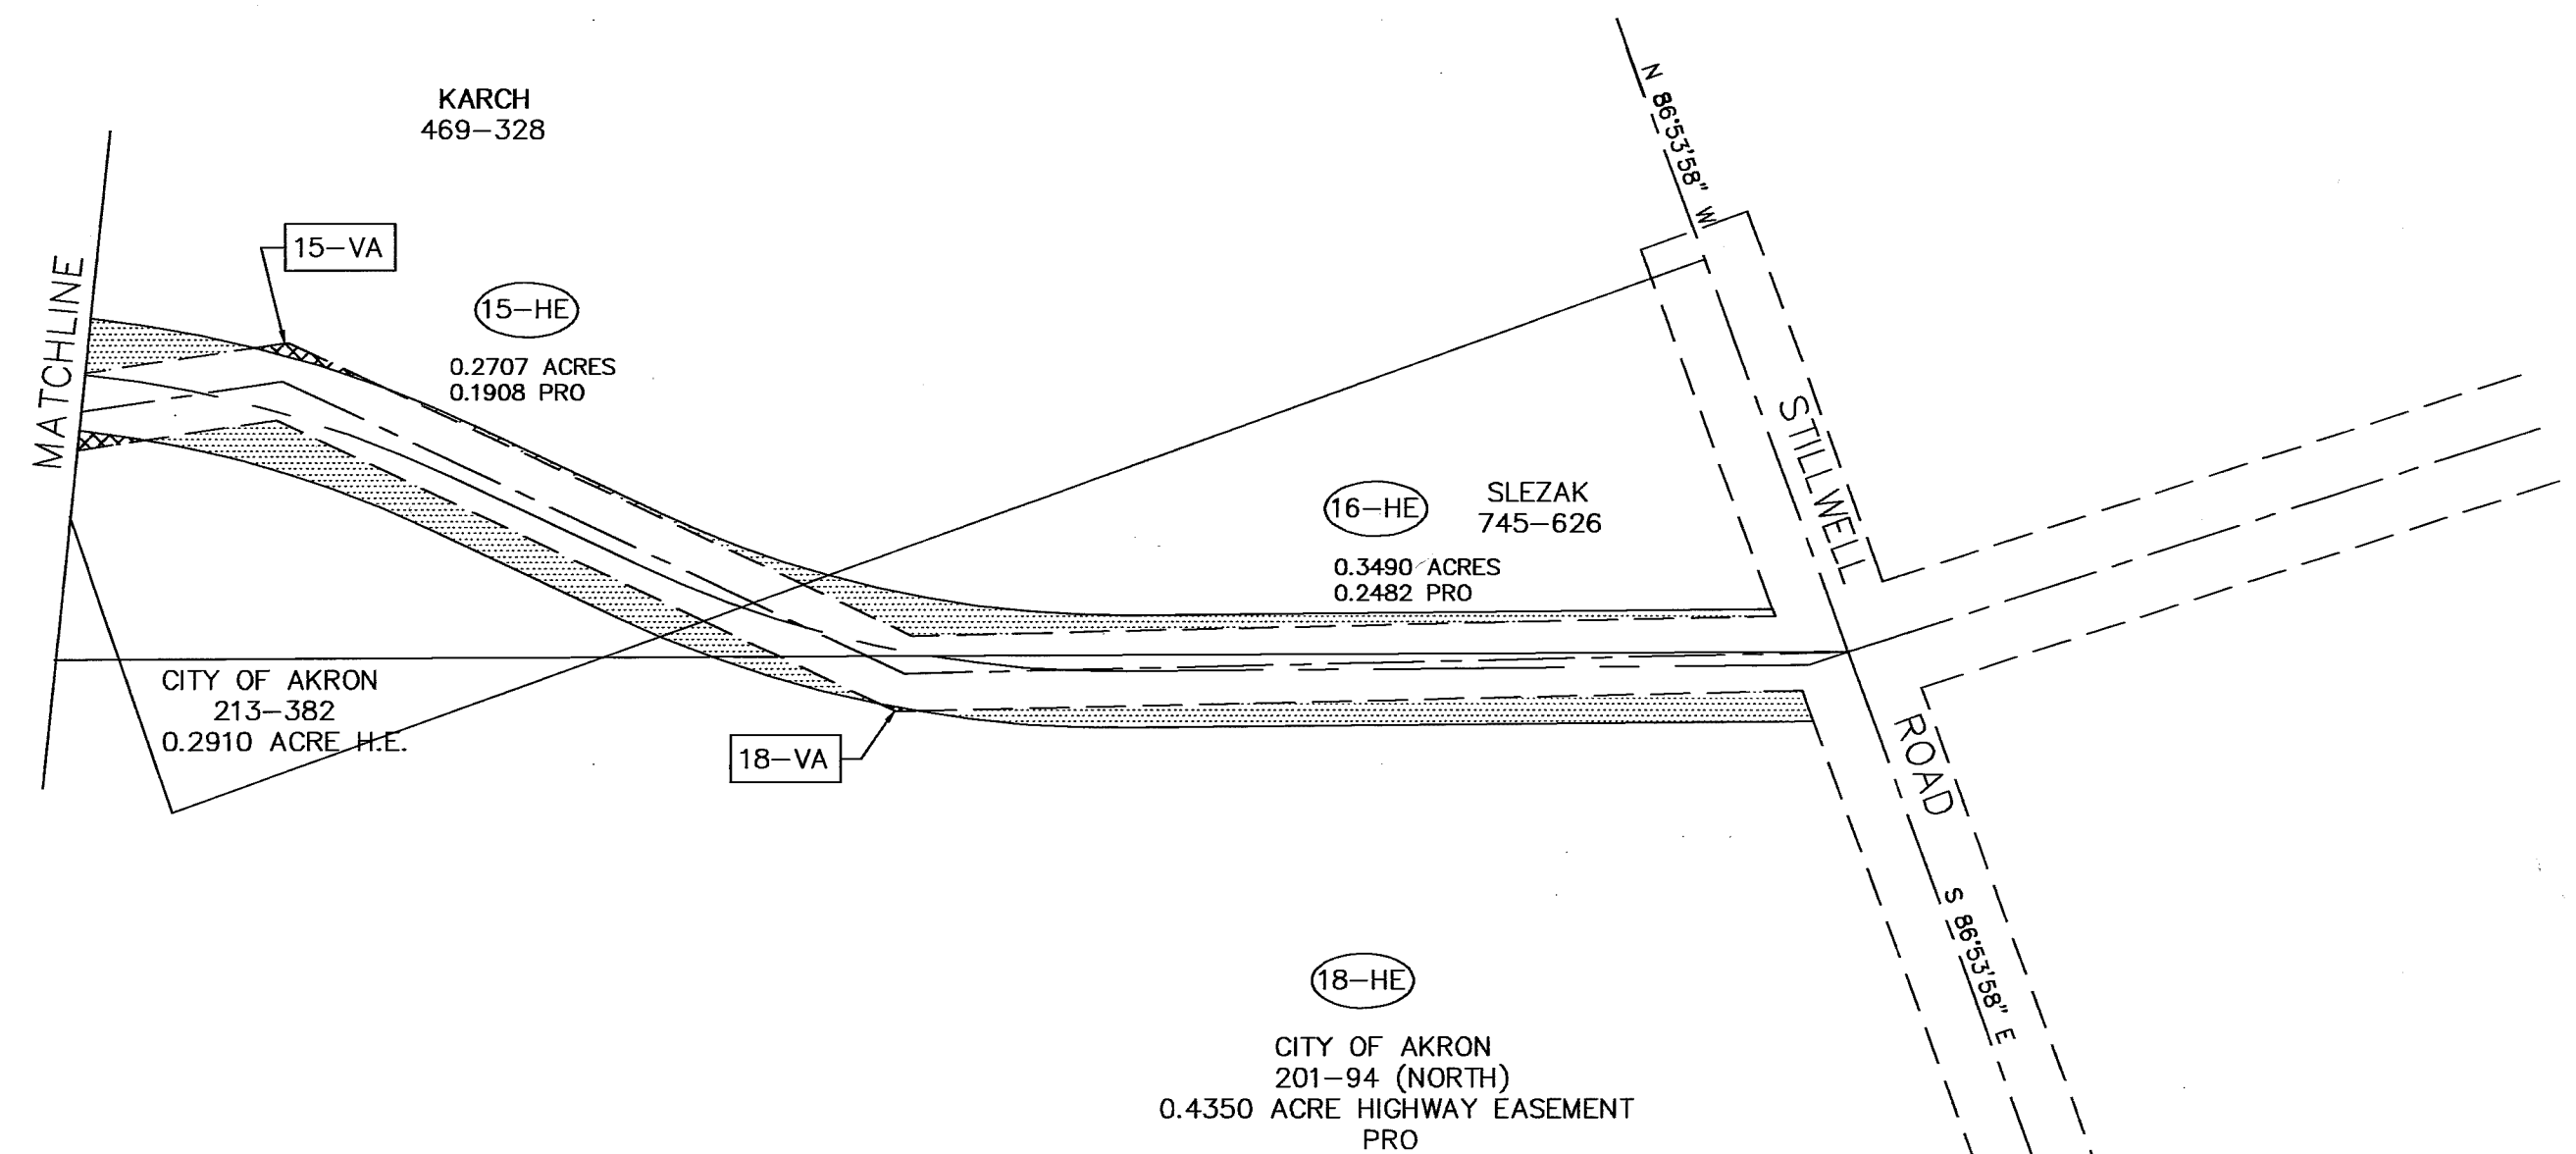 KARCH
469-328
N 86°53'58" W
15-VA
MATCHLINE
15-HE
0.2707 ACRES
0.1908 PRO
STILLWELL
16-HE
SLEZAK
745-626
0.3490 ACRES
0.2482 PRO
CITY OF AKRON
213-382
0.2910 ACRE H.E.
18-VA
ROAD
S 86°53'58" E
18-HE
CITY OF AKRON
201-94 (NORTH)
0.4350 ACRE HIGHWAY EASEMENT
PRO